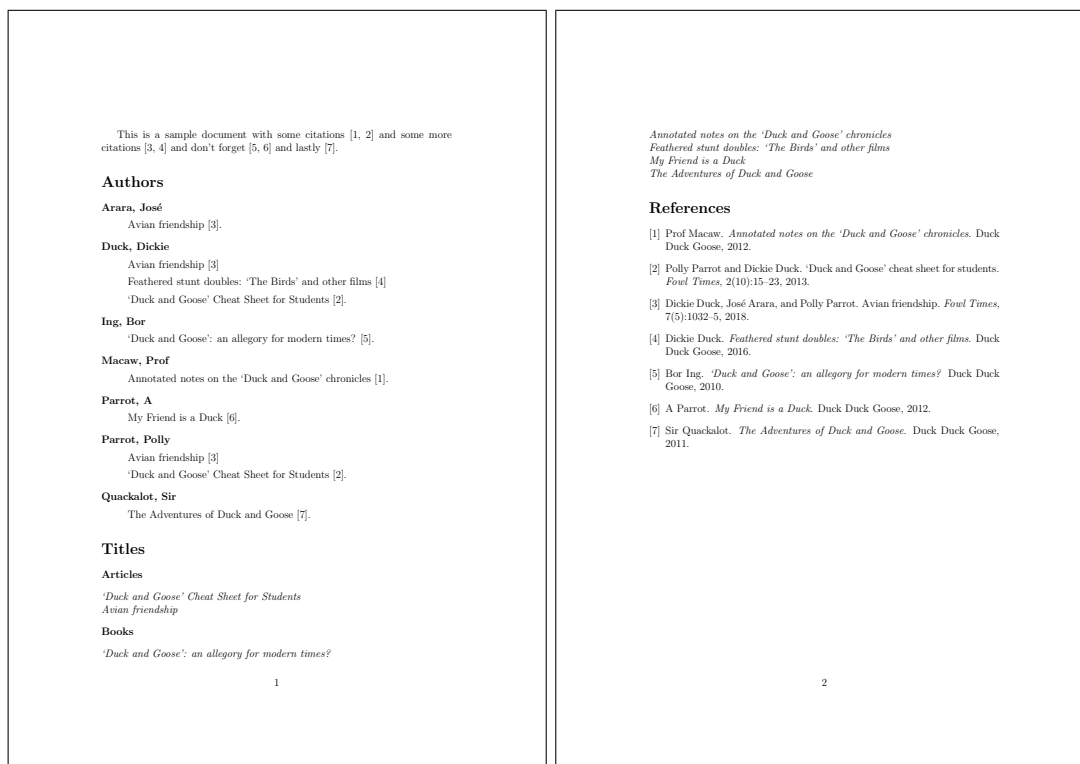 This is a sample document with some citations [1, 2] and some more
citations [3, 4] and don't forget [5, 6] and lastly [7].
Authors
Arara, José
Avian friendship [3].
Duck, Dickie
Avian friendship [3]
Feathered stunt doubles: ‘The Birds’ and other films [4]
‘Duck and Goose’ Cheat Sheet for Students [2].
Ing, Bor
‘Duck and Goose’: an allegory for modern times? [5].
Macaw, Prof
Annotated notes on the ‘Duck and Goose’ chronicles [1].
Parrot, A
My Friend is a Duck [6].
Parrot, Polly
Avian friendship [3]
‘Duck and Goose’ Cheat Sheet for Students [2].
Quackalot, Sir
The Adventures of Duck and Goose [7].
Titles
Articles
‘Duck and Goose’ Cheat Sheet for Students
Avian friendship
Books
‘Duck and Goose’: an allegory for modern times?
1
Annotated notes on the ‘Duck and Goose’ chronicles
Feathered stunt doubles: ‘The Birds’ and other films
My Friend is a Duck
The Adventures of Duck and Goose
References
[1] Prof Macaw. Annotated notes on the ‘Duck and Goose’ chronicles. Duck
Duck Goose, 2012.
[2] Polly Parrot and Dickie Duck. ‘Duck and Goose’ cheat sheet for students.
Fowl Times, 2(10):15–23, 2013.
[3] Dickie Duck, José Arara, and Polly Parrot. Avian friendship. Fowl Times,
7(5):1032–5, 2018.
[4] Dickie Duck. Feathered stunt doubles: ‘The Birds’ and other films. Duck
Duck Goose, 2016.
[5] Bor Ing. ‘Duck and Goose’: an allegory for modern times? Duck Duck
Goose, 2010.
[6] A Parrot. My Friend is a Duck. Duck Duck Goose, 2012.
[7] Sir Quackalot. The Adventures of Duck and Goose. Duck Duck Goose,
2011.
2